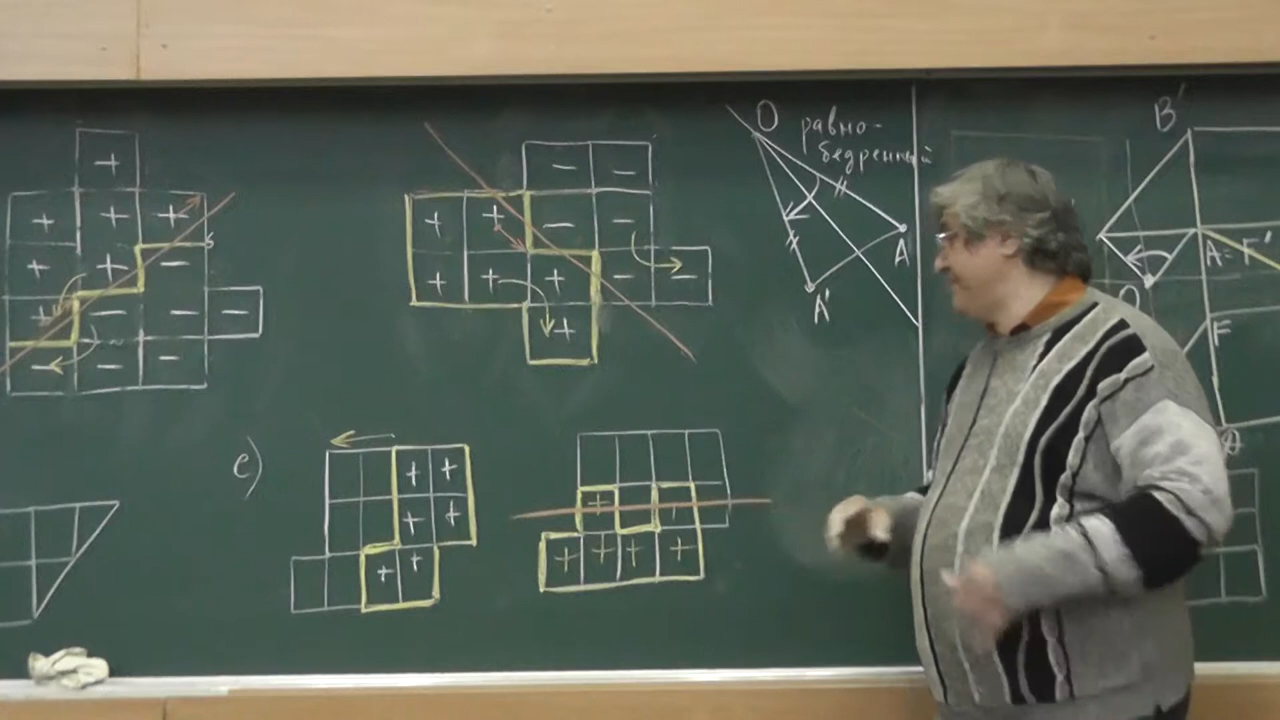 +
+ + +
+ + -
+ - - -
- - -
- -
+ + - -
+ + + - -
+
O равно-
бедренный
A
A'
B'
A=F'
O
F
е)
+ +
+ +
+ +
+ +
+ + + +